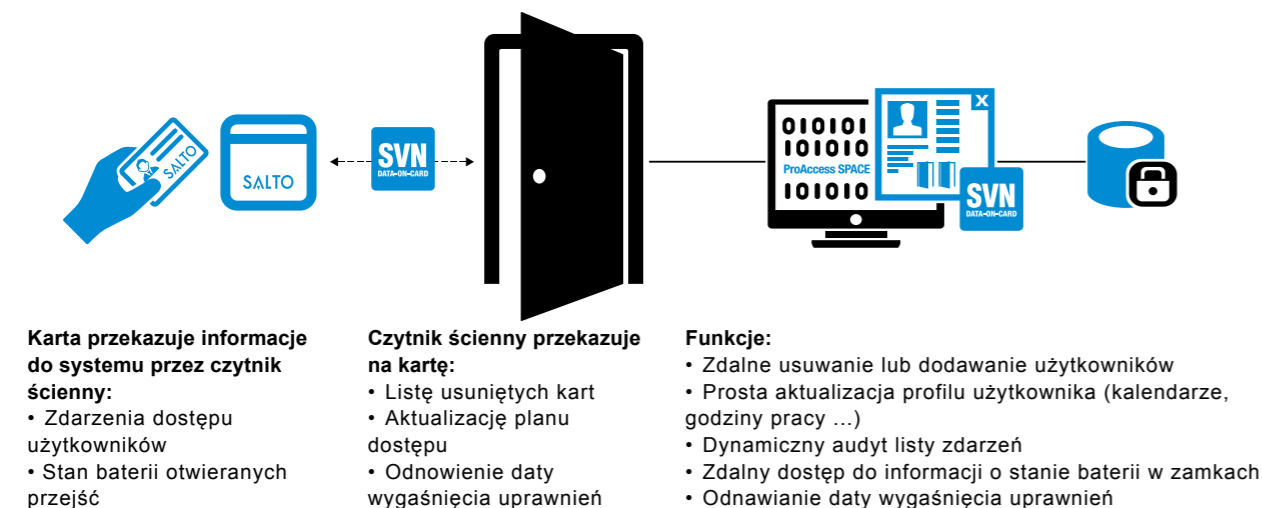 SALTO
SALTO
SVN
DATA-ON-CARD
010101
101010
ProAccess SPACE
101010
X
SVN
DATA-ON-CARD
Karta przekazuje informacje
do systemu przez czytnik
ścienny:
• Zdarzenia dostępu
użytkowników
• Stan baterii otwieranych
przejść
Czytnik ścienny przekazuje
na kartę:
• Listę usuniętych kart
• Aktualizację planu
dostępu
• Odnowienie daty
wygaśnięcia uprawnień
Funkcje:
• Zdalne usuwanie lub dodawanie użytkowników
• Prosta aktualizacja profilu użytkownika (kalendarze,
godziny pracy ...)
• Dynamiczny audyt listy zdarzeń
• Zdalny dostęp do informacji o stanie baterii w zamkach
• Odnawianie daty wygaśnięcia uprawnień